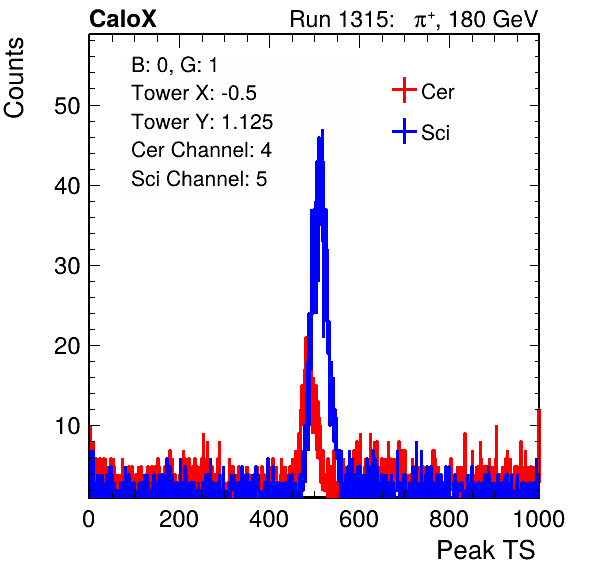 CaloX Run 1315: π⁺, 180 GeV
B: 0, G: 1
Tower X: -0.5
Tower Y: 1.125
Cer Channel: 4
Sci Channel: 5
Cer
Sci
Counts
50
40
30
20
10
0 200 400 600 800 1000
Peak TS